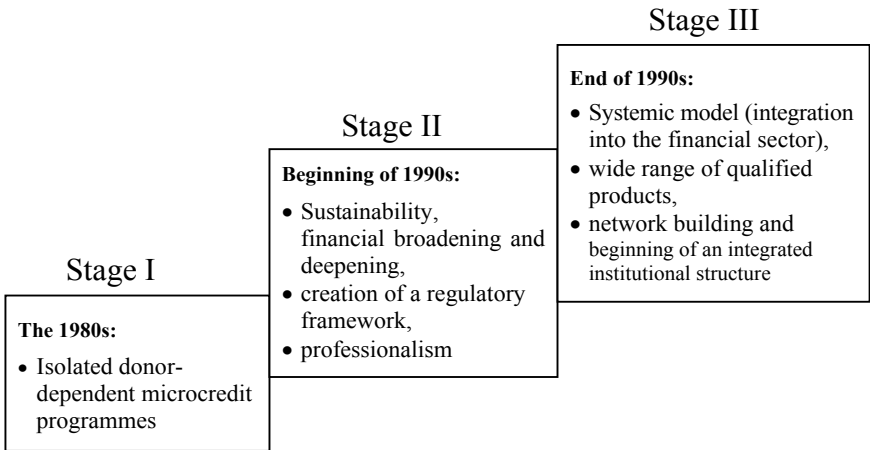 Stage I
The 1980s:
• Isolated donor-
dependent microcredit
programmes
Stage II
Beginning of 1990s:
• Sustainability,
financial broadening and
deepening,
• creation of a regulatory
framework,
• professionalism
Stage III
End of 1990s:
• Systemic model (integration
into the financial sector),
• wide range of qualified
products,
• network building and
beginning of an integrated
institutional structure